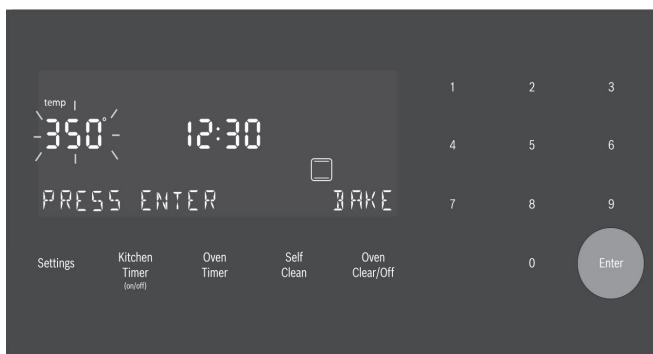 temp
350° 12:30
PRESS ENTER BAKE
Settings Kitchen Timer (on/off) Oven Timer Self Clean Oven Clear/Off
1 2 3
4 5 6
7 8 9
0 Enter